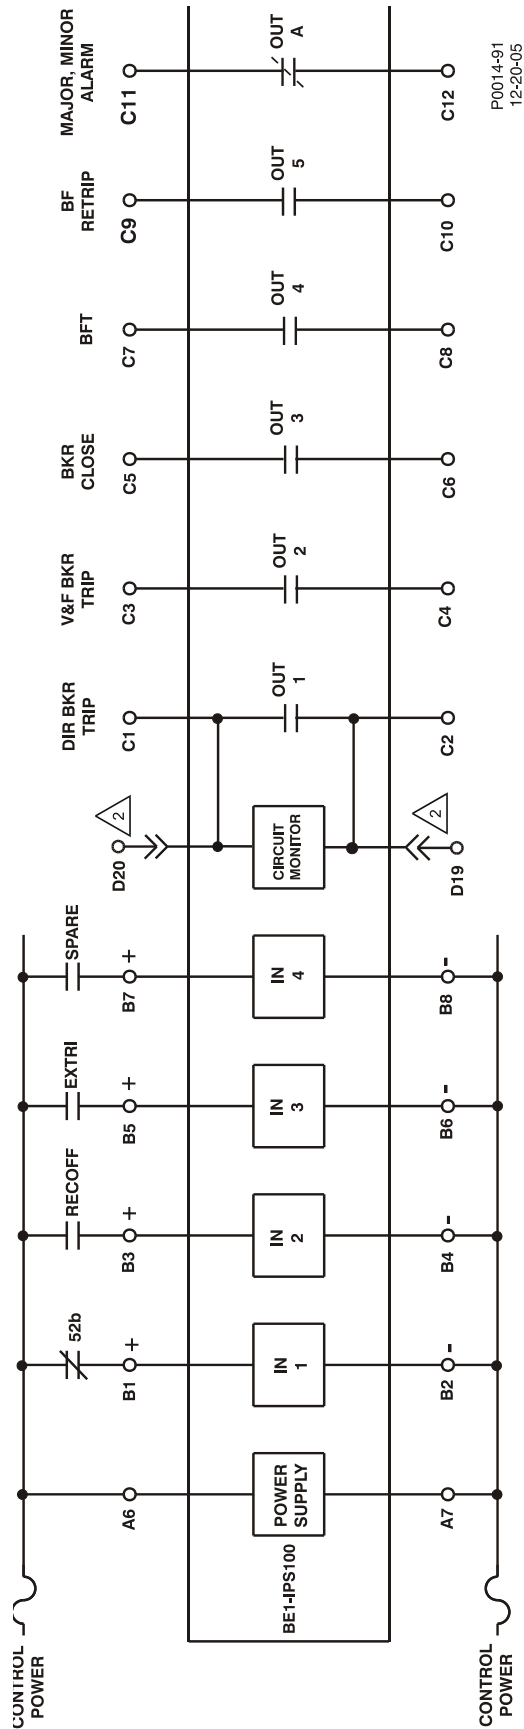 CONTROL
POWER
52b
RECOFF
EXTRI
SPARE
2
DIR BKR
TRIP
V&F BKR
TRIP
BKR
CLOSE
BFT
BF
RETRIP
MAJOR, MINOR
ALARM
A6
B1
+
B3
+
B5
+
B7
+
D20
C1
C3
C5
C7
C9
C11
BE1-IPS100
POWER
SUPPLY
IN
1
IN
2
IN
3
IN
4
CIRCUIT
MONITOR
OUT
1
OUT
2
OUT
3
OUT
4
OUT
5
OUT
A
A7
B2
-
B4
-
B6
-
B8
-
D19
2
C2
C4
C6
C8
C10
C12
CONTROL
POWER
P0014-91
12-20-05